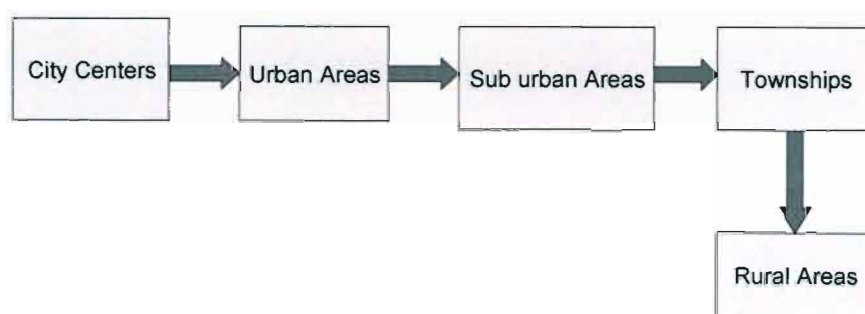 City Centers
Urban Areas
Sub urban Areas
Townships
Rural Areas